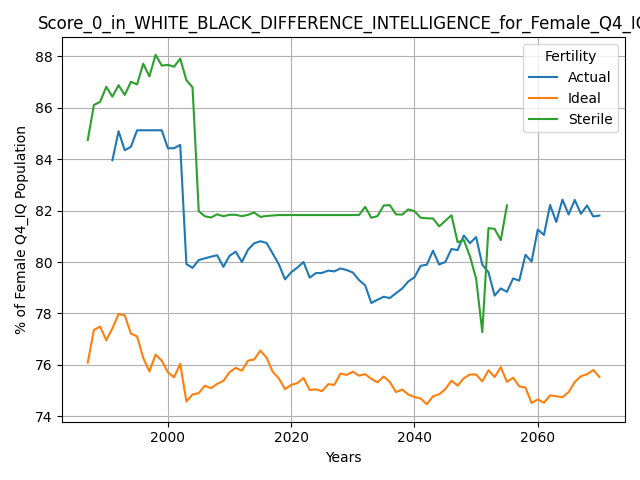 Score_0_in_WHITE_BLACK_DIFFERENCE_INTELLIGENCE_for_Female_Q4_IQ
Fertility
Actual
Ideal
Sterile
% of Female Q4_IQ Population
88
86
84
82
80
78
76
74
2000 2020 2040 2060
Years